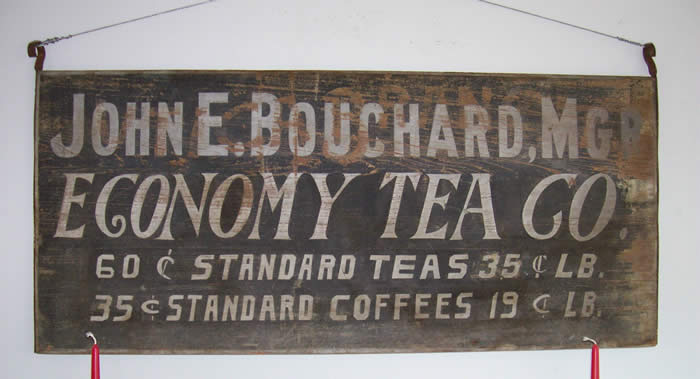 JOHN E. BOUCHARD, MGR
ECONOMY TEA CO.
60 ¢ STANDARD TEAS 35 ¢ LB.
35 ¢ STANDARD COFFEES 19 ¢ LB.